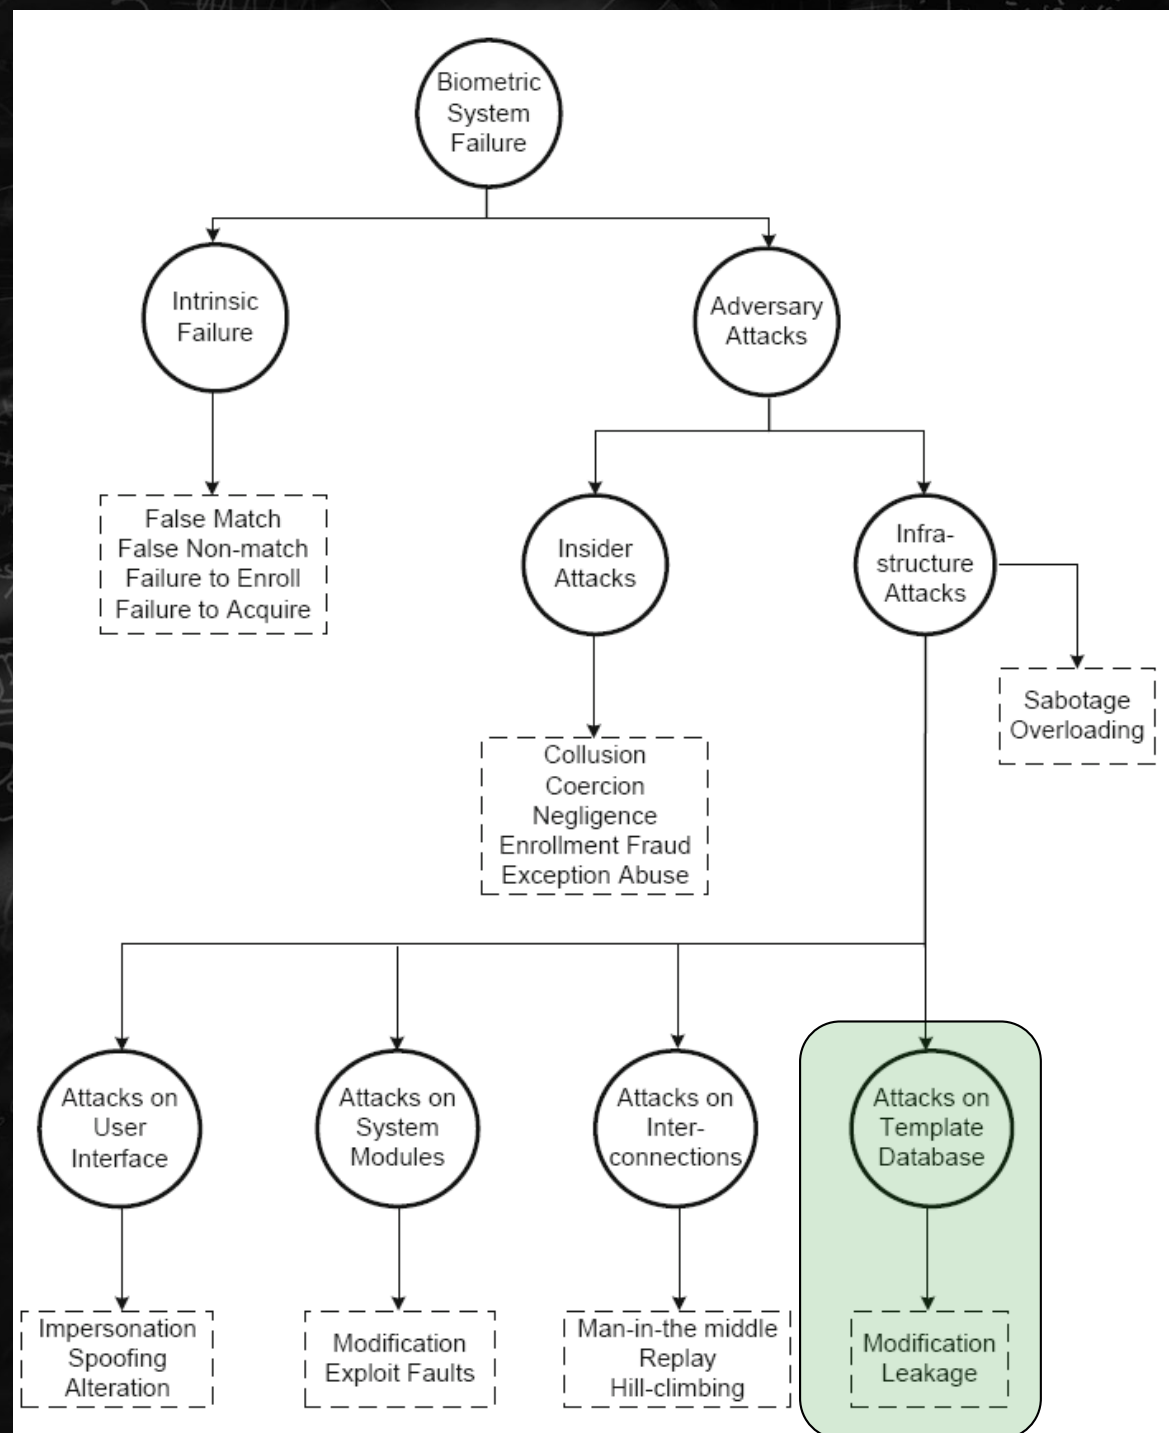 Biometric
System
Failure
Intrinsic
Failure
Adversary
Attacks
False Match
False Non-match
Failure to Enroll
Failure to Acquire
Insider
Attacks
Infra-
structure
Attacks
Sabotage
Overloading
Collusion
Coercion
Negligence
Enrollment Fraud
Exception Abuse
Attacks on
User
Interface
Attacks on
System
Modules
Attacks on
Inter-
connections
Attacks on
Template
Database
Impersonation
Spoofing
Alteration
Modification
Exploit Faults
Man-in-the middle
Replay
Hill-climbing
Modification
Leakage